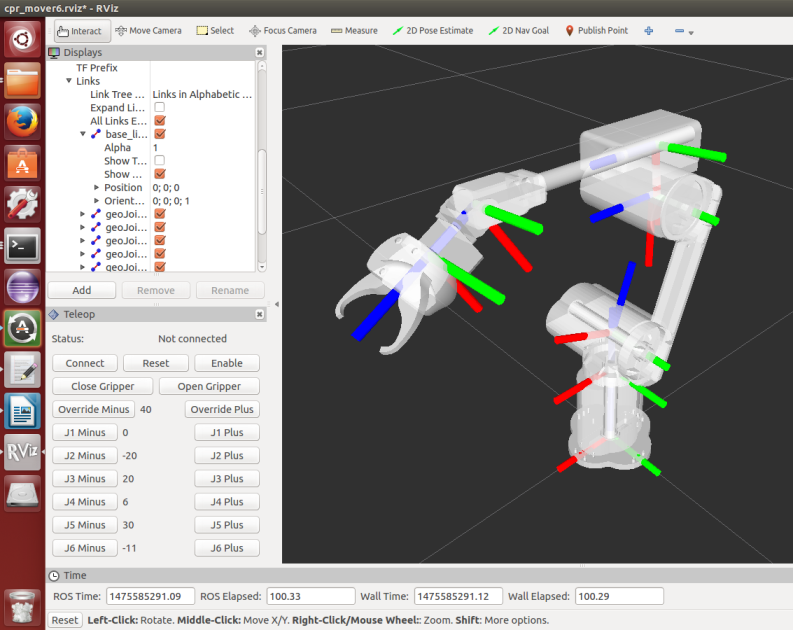 cpr_mover6.rviz* - RViz
Interact Move Camera Select Focus Camera Measure 2D Pose Estimate 2D Nav Goal Publish Point
Displays
TF Prefix
Links
Link Tree ... Links in Alphabetic ...
Expand Li...
All Links E...
base_li...
Alpha 1
Show T...
Show ...
Position 0; 0; 0
Orient... 0; 0; 0; 1
geoJoi...
geoJoi...
geoJoi...
geoJoi...
geoJoi...
Add Remove Rename
Teleop
Status: Not connected
Connect Reset Enable
Close Gripper Open Gripper
Override Minus 40 Override Plus
J1 Minus 0 J1 Plus
J2 Minus -20 J2 Plus
J3 Minus 20 J3 Plus
J4 Minus 6 J4 Plus
J5 Minus 30 J5 Plus
J6 Minus -11 J6 Plus
RViz
Time
ROS Time: 1475585291.09 ROS Elapsed: 100.33 Wall Time: 1475585291.12 Wall Elapsed: 100.29
Reset Left-Click: Rotate. Middle-Click: Move X/Y. Right-Click/Mouse Wheel:: Zoom. Shift: More options.